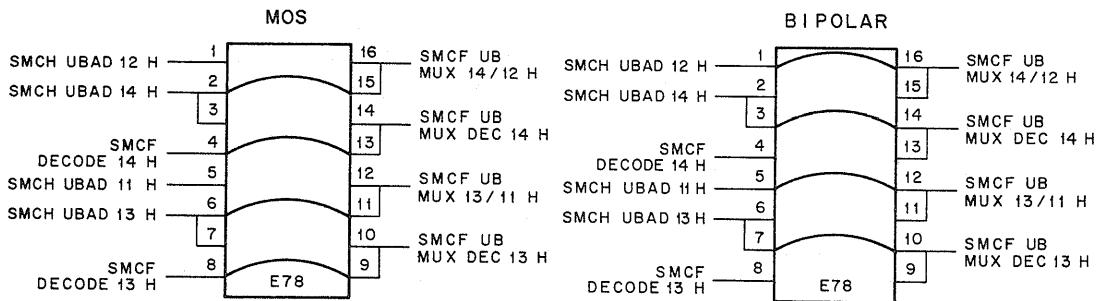 MOS
SMCH UBAD 12 H 1
SMCH UBAD 14 H 2
3
SMCF
DECODE 14 H 4
SMCH UBAD 11 H 5
SMCH UBAD 13 H 6
7
SMCF
DECODE 13 H 8
16 SMCF UB
MUX 14/12 H
15
14 SMCF UB
MUX DEC 14 H
13
12 SMCF UB
MUX 13/11 H
11
10 SMCF UB
MUX DEC 13 H
9
E78
BIPOLAR
SMCH UBAD 12 H 1
SMCH UBAD 14 H 2
3
SMCF
DECODE 14 H 4
SMCH UBAD 11 H 5
SMCH UBAD 13 H 6
7
SMCF
DECODE 13 H 8
16 SMCF UB
MUX 14/12 H
15
14 SMCF UB
MUX DEC 14 H
13
12 SMCF UB
MUX 13/11 H
11
10 SMCF UB
MUX DEC 13 H
9
E78